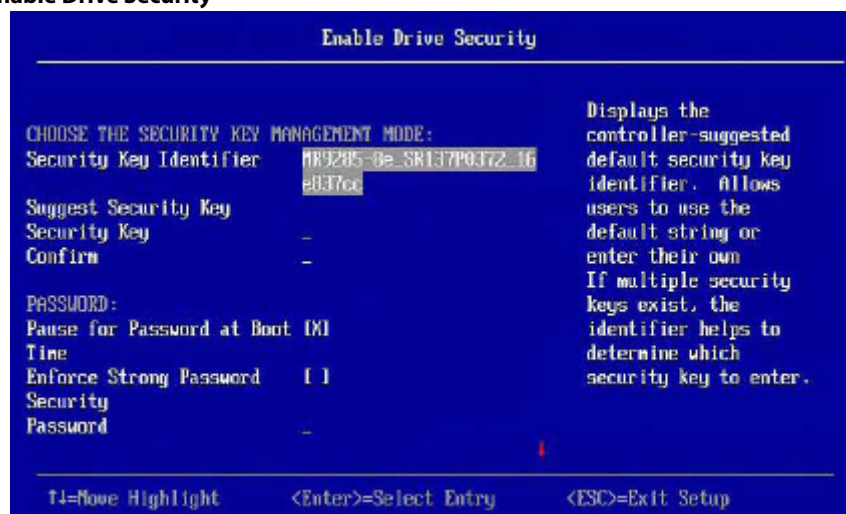 Enable Drive Security
Enable Drive Security
CHOOSE THE SECURITY KEY MANAGEMENT MODE:
Security Key Identifier MR9285-8e_SR137P0372_16
e837cc
Suggest Security Key
Security Key _
Confirm _
PASSWORD:
Pause for Password at Boot [X]
Time
Enforce Strong Password [ ]
Security
Password _
Displays the
controller-suggested
default security key
identifier. Allows
users to use the
default string or
enter their own
If multiple security
keys exist, the
identifier helps to
determine which
security key to enter.
↑↓=Move Highlight <Enter>=Select Entry <ESC>=Exit Setup